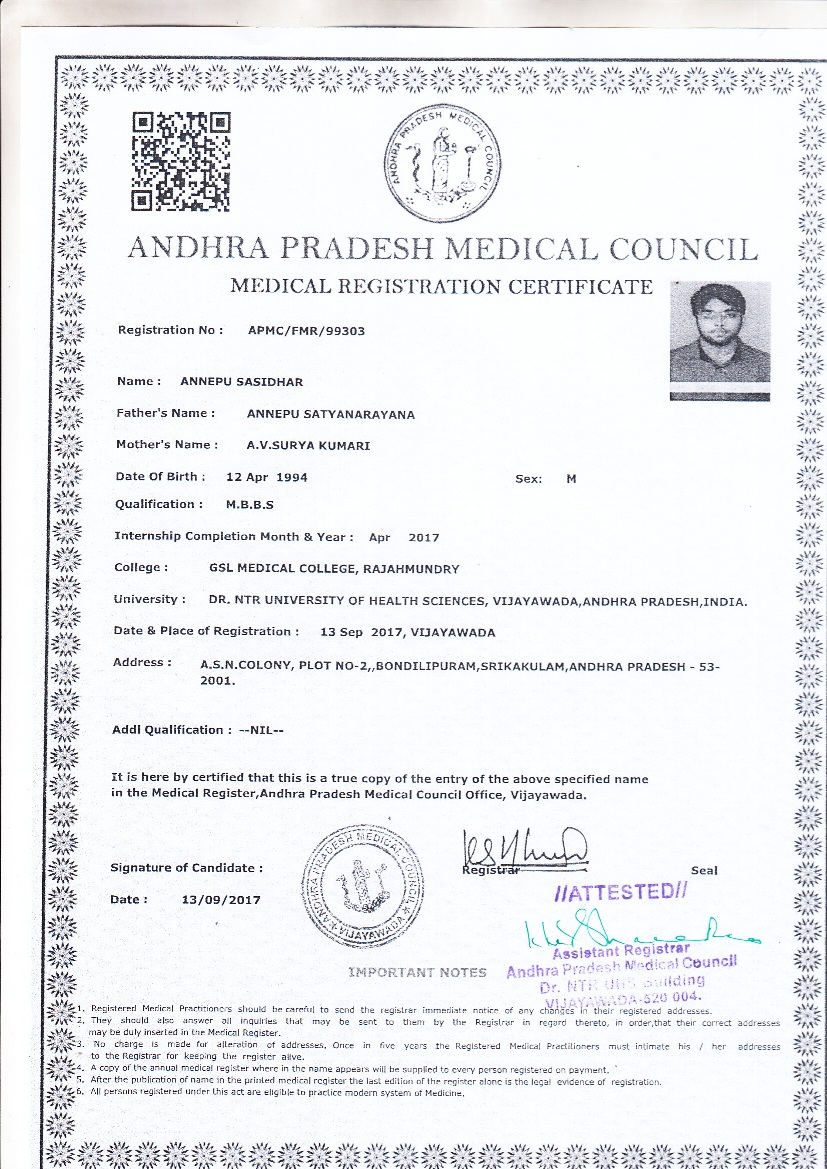 ANDHRA PRADESH MEDICAL COUNCIL
ANDHRA PRADESH MEDICAL COUNCIL
MEDICAL REGISTRATION CERTIFICATE
Registration No : APMC/FMR/99303
Name : ANNEPU SASIDHAR
Father's Name : ANNEPU SATYANARAYANA
Mother's Name : A.V.SURYA KUMARI
Date Of Birth : 12 Apr 1994 Sex: M
Qualification : M.B.B.S
Internship Completion Month & Year : Apr 2017
College : GSL MEDICAL COLLEGE, RAJAHMUNDRY
University : DR. NTR UNIVERSITY OF HEALTH SCIENCES, VIJAYAWADA,ANDHRA PRADESH,INDIA.
Date & Place of Registration : 13 Sep 2017, VIJAYAWADA
Address : A.S.N.COLONY, PLOT NO-2,,BONDILIPURAM,SRIKAKULAM,ANDHRA PRADESH - 53-
2001.
Addl Qualification : --NIL--
It is here by certified that this is a true copy of the entry of the above specified name
in the Medical Register,Andhra Pradesh Medical Council Office, Vijayawada.
ANDHRA PRADESH MEDICAL COUNCIL
VIJAYAWADA
Signature of Candidate :
Registrar Seal
Date : 13/09/2017
//ATTESTED//
Assistant Registrar
Andhra Pradesh Medical Council
Dr. NTR UHS Building
VIJAYAWADA-520 004.
IMPORTANT NOTES
1. Registered Medical Practitioners should be careful to send the registrar immediate notice of any changes in their registered addresses.
2. They should also answer all inquiries that may be sent to them by the Registrar in regard thereto, in order,that their correct addresses
may be duly inserted in the Medical Register.
3. No charge is made for alteration of addresses, Once in five years the Registered Medical Practitioners must intimate his / her addresses
to the Registrar for keeping the register alive.
4. A copy of the annual medical register where in the name appears will be supplied to every person registered on payment.
5. After the publication of name in the printed medical register the last edition of the register alone is the legal evidence of registration.
6. All persons registered under this act are eligible to practice modern system of Medicine.